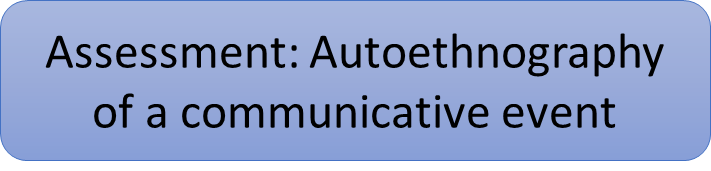 Assessment: Autoethnography
of a communicative event